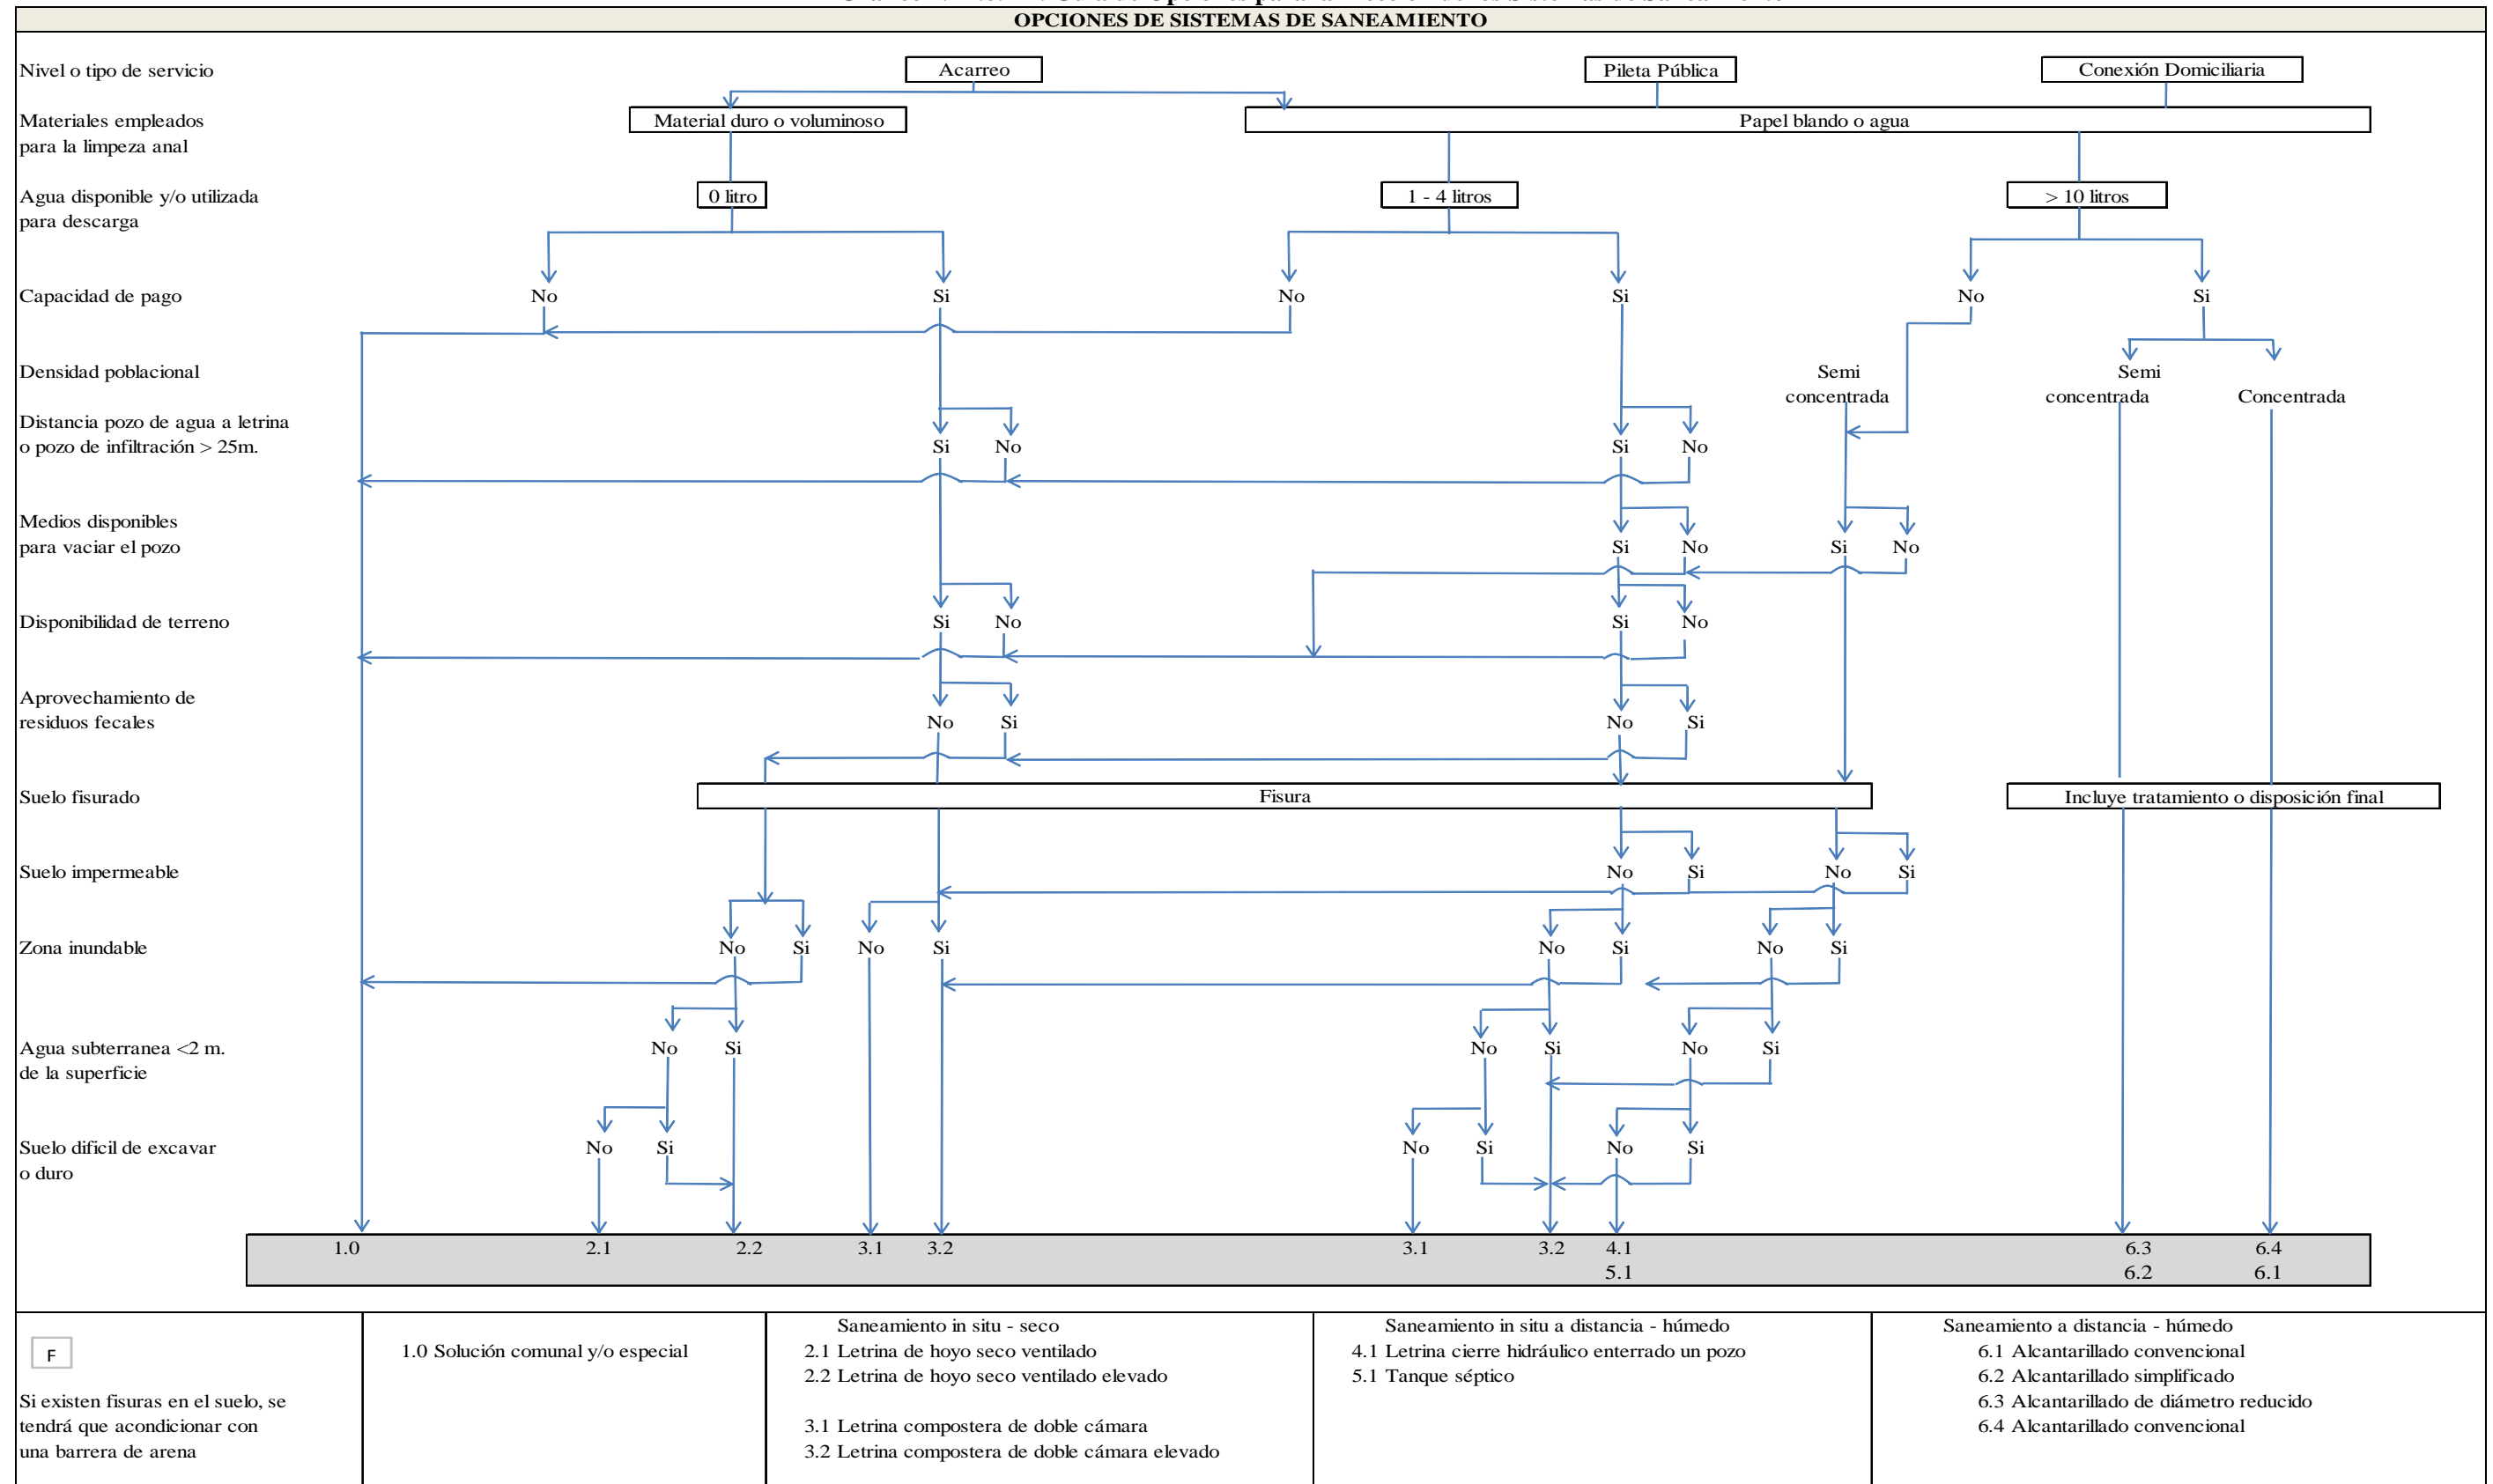 OPCIONES DE SISTEMAS DE SANEAMIENTO
Nivel o tipo de servicio
Acarreo
Pileta Pública
Conexión Domiciliaria
Materiales empleados
para la limpeza anal
Material duro o voluminoso
Papel blando o agua
Agua disponible y/o utilizada
para descarga
0 litro
1 - 4 litros
> 10 litros
Capacidad de pago
No Si No Si No Si
Densidad poblacional
Semi
concentrada
Semi
concentrada
Concentrada
Distancia pozo de agua a letrina
o pozo de infiltración > 25m.
Si No Si No
Medios disponibles
para vaciar el pozo
Si No Si No
Disponibilidad de terreno
Si No Si No
Aprovechamiento de
residuos fecales
No Si No Si
Suelo fisurado
Fisura
Incluye tratamiento o disposición final
Suelo impermeable
No Si No Si
Zona inundable
No Si No Si No Si No Si
Agua subterranea <2 m.
de la superficie
No Si No Si No Si
Suelo dificil de excavar
o duro
No Si No Si No Si
1.0 2.1 2.2 3.1 3.2 3.1 3.2 4.1 6.3 6.4
5.1 6.2 6.1
F
Si existen fisuras en el suelo, se
tendrá que acondicionar con
una barrera de arena
1.0 Solución comunal y/o especial
Saneamiento in situ - seco
2.1 Letrina de hoyo seco ventilado
2.2 Letrina de hoyo seco ventilado elevado
3.1 Letrina compostera de doble cámara
3.2 Letrina compostera de doble cámara elevado
Saneamiento in situ a distancia - húmedo
4.1 Letrina cierre hidráulico enterrado un pozo
5.1 Tanque séptico
Saneamiento a distancia - húmedo
6.1 Alcantarillado convencional
6.2 Alcantarillado simplificado
6.3 Alcantarillado de diámetro reducido
6.4 Alcantarillado convencional